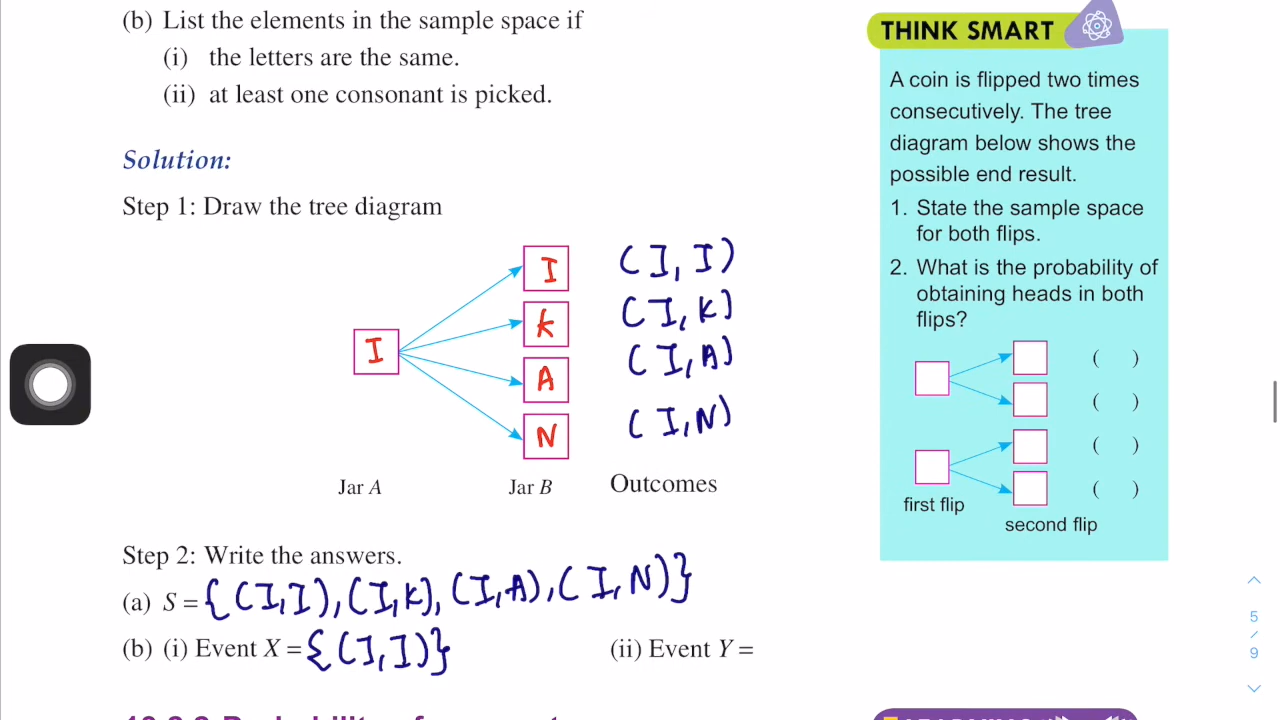 (b) List the elements in the sample space if
(i) the letters are the same.
(ii) at least one consonant is picked.
Solution:
Step 1: Draw the tree diagram
I
I
K
A
N
(I, I)
(I, K)
(I, A)
(I, N)
Jar A
Jar B
Outcomes
Step 2: Write the answers.
(a) S = {(I, I), (I, K), (I, A), (I, N)}
(b) (i) Event X = {(I, I)}
(ii) Event Y =
THINK SMART
A coin is flipped two times
consecutively. The tree
diagram below shows the
possible end result.
1. State the sample space
for both flips.
2. What is the probability of
obtaining heads in both
flips?
( )
( )
( )
( )
first flip
second flip
5
/
9